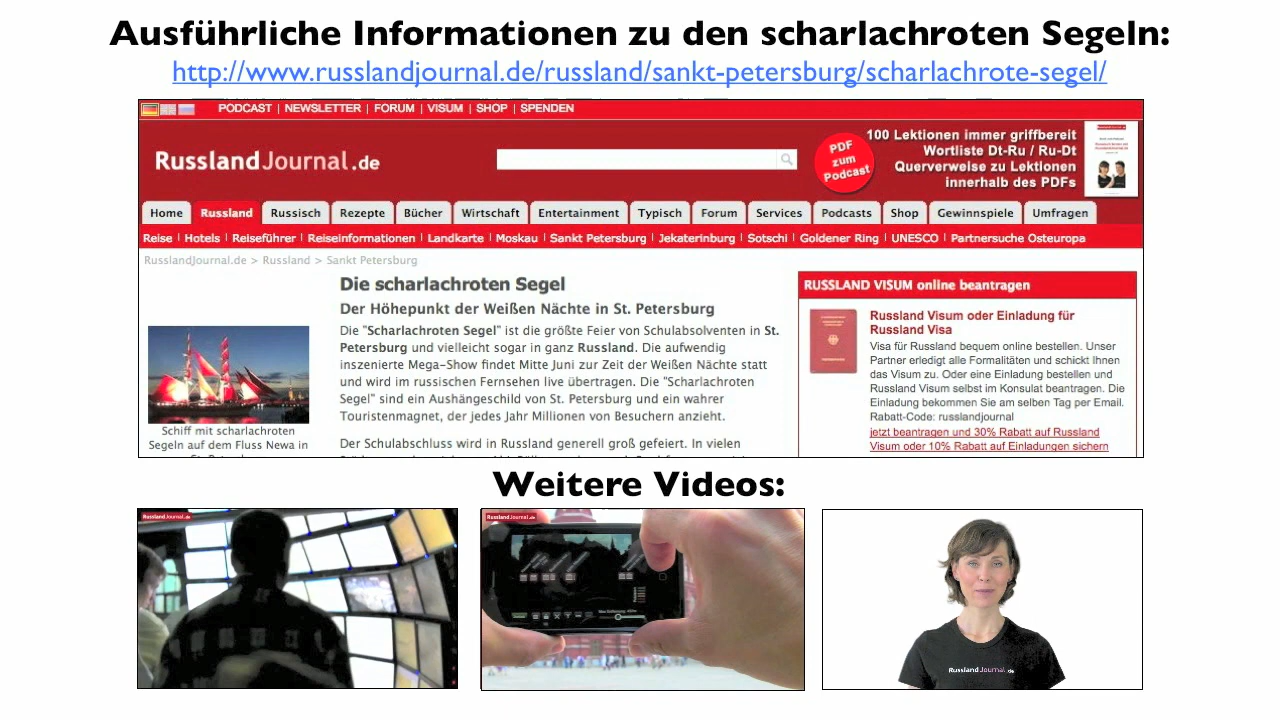 Ausführliche Informationen zu den scharlachroten Segeln:
http://www.russlandjournal.de/russland/sankt-petersburg/scharlachrote-segel/
PODCAST | NEWSLETTER | FORUM | VISUM | SHOP | SPENDEN
RusslandJournal.de
PDF
zum
Podcast
100 Lektionen immer griffbereit
Wortliste Dt-Ru / Ru-Dt
Querverweise zu Lektionen
innerhalb des PDFs
Home Russland Russisch Rezepte Bücher Wirtschaft Entertainment Typisch Forum Services Podcasts Shop Gewinnspiele Umfragen
Reise | Hotels | Reiseführer | Reiseinformationen | Landkarte | Moskau | Sankt Petersburg | Jekaterinburg | Sotschi | Goldener Ring | UNESCO | Partnersuche Osteuropa
RusslandJournal.de > Russland > Sankt Petersburg
Schiff mit scharlachroten
Segeln auf dem Fluss Newa in
Die scharlachroten Segel
Der Höhepunkt der Weißen Nächte in St. Petersburg
Die "Scharlachroten Segel" ist die größte Feier von Schulabsolventen in St.
Petersburg und vielleicht sogar in ganz Russland. Die aufwendig
inszenierte Mega-Show findet Mitte Juni zur Zeit der Weißen Nächte statt
und wird im russischen Fernsehen live übertragen. Die "Scharlachroten
Segel" sind ein Aushängeschild von St. Petersburg und ein wahrer
Touristenmagnet, der jedes Jahr Millionen von Besuchern anzieht.
Der Schulabschluss wird in Russland generell groß gefeiert. In vielen
RUSSLAND VISUM online beantragen
Russland Visum oder Einladung für
Russland Visa
Visa für Russland bequem online bestellen. Unser
Partner erledigt alle Formalitäten und schickt Ihnen
das Visum zu. Oder eine Einladung bestellen und
Russland Visum selbst im Konsulat beantragen. Die
Einladung bekommen Sie am selben Tag per Email.
Rabatt-Code: russlandjournal
jetzt beantragen und 30% Rabatt auf Russland
Visum oder 10% Rabatt auf Einladungen sichern
Weitere Videos:
RusslandJournal.de
RusslandJournal.de
RusslandJournal.de